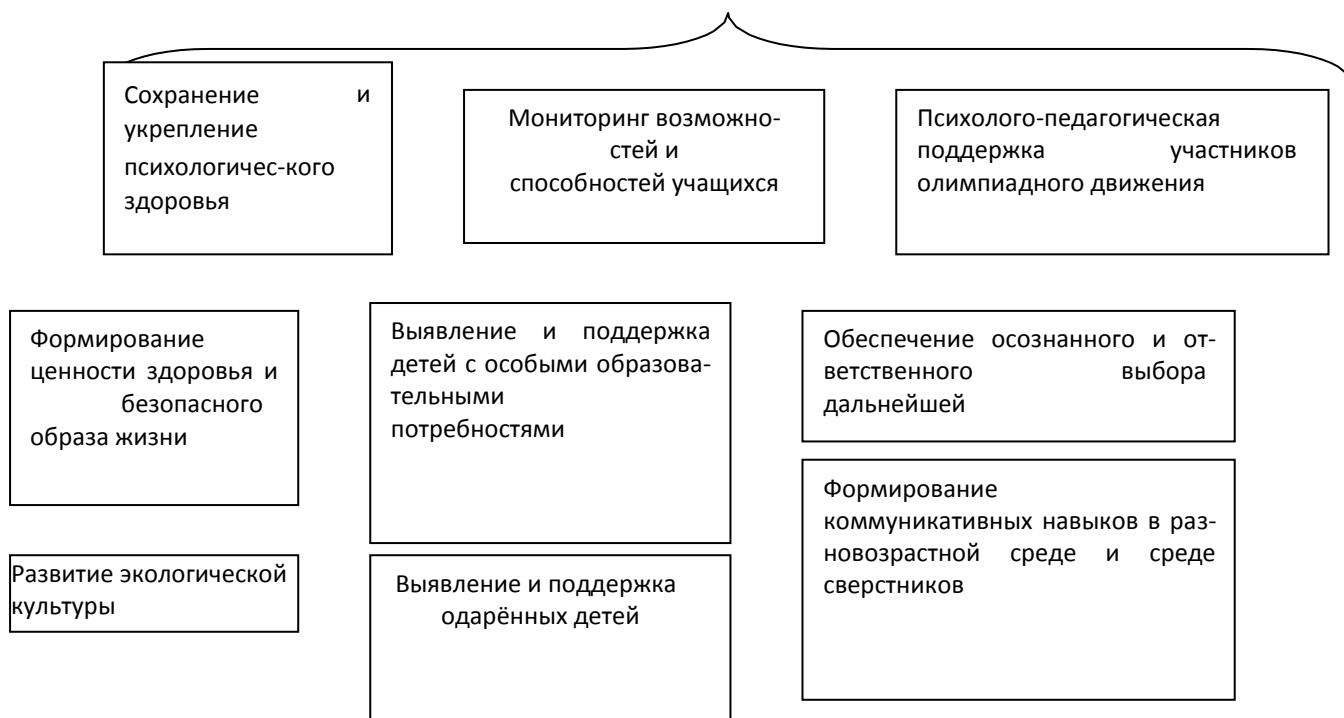 Сохранение и
укрепление
психологичес-кого
здоровья
Мониторинг возможно-
стей и
способностей учащихся
Психолого-педагогическая
поддержка участников
олимпиадного движения
Формирование
ценности здоровья и
безопасного
образа жизни
Выявление и поддержка
детей с особыми образова-
тельными
потребностями
Обеспечение осознанного и от-
ветственного выбора
дальнейшей
Формирование
коммуникативных навыков в раз-
новозрастной среде и среде
сверстников
Развитие экологической
культуры
Выявление и поддержка
одарённых детей